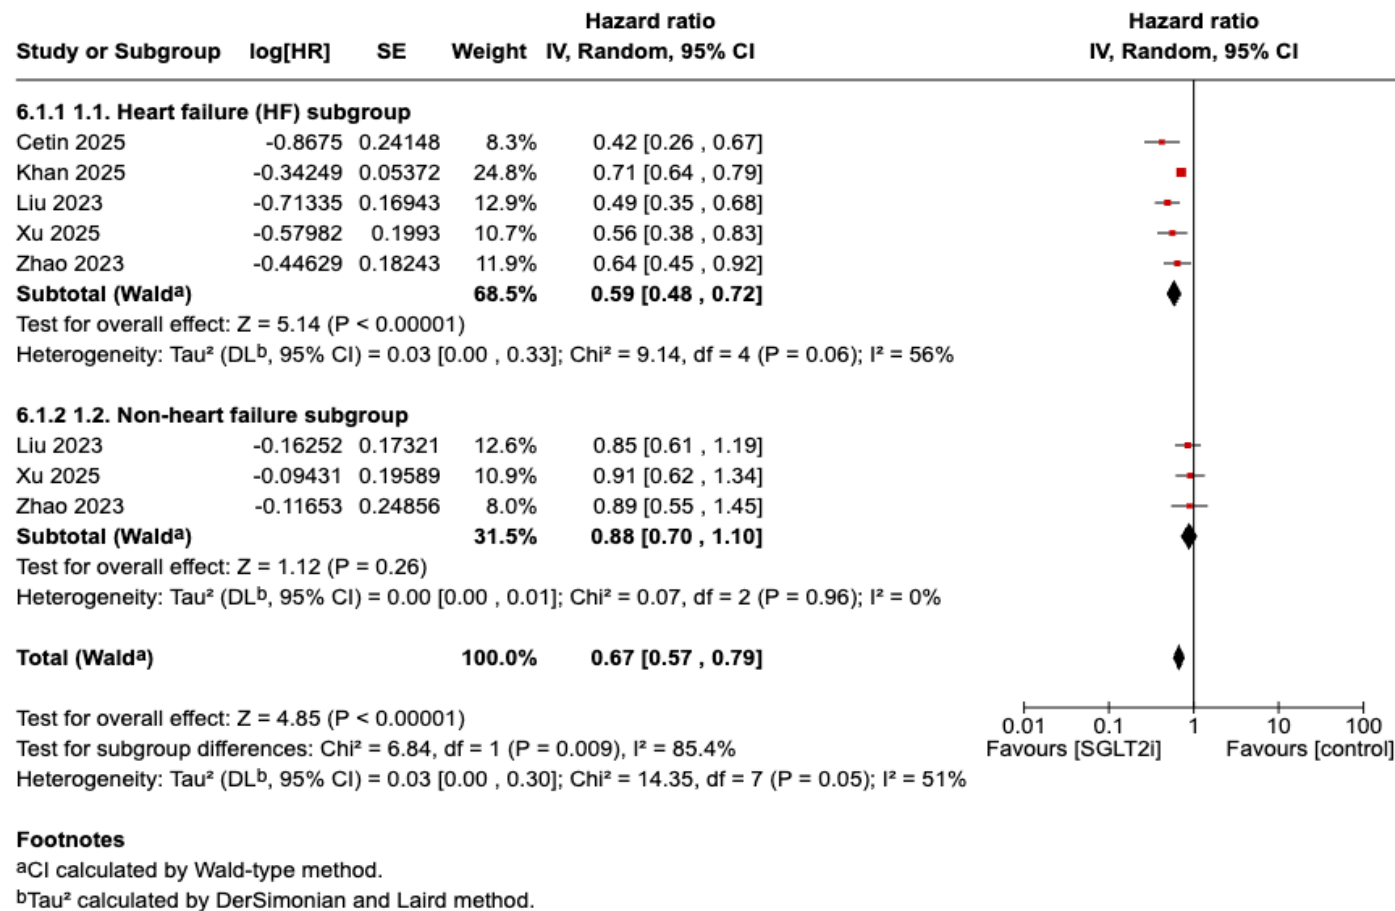 Hazard ratio Hazard ratio
Study or Subgroup log[HR] SE Weight IV, Random, 95% CI IV, Random, 95% CI
6.1.1 1.1. Heart failure (HF) subgroup
Cetin 2025 -0.8675 0.24148 8.3% 0.42 [0.26 , 0.67]
Khan 2025 -0.34249 0.05372 24.8% 0.71 [0.64 , 0.79]
Liu 2023 -0.71335 0.16943 12.9% 0.49 [0.35 , 0.68]
Xu 2025 -0.57982 0.1993 10.7% 0.56 [0.38 , 0.83]
Zhao 2023 -0.44629 0.18243 11.9% 0.64 [0.45 , 0.92]
Subtotal (Waldᵃ) 68.5% 0.59 [0.48 , 0.72]
Test for overall effect: Z = 5.14 (P < 0.00001)
Heterogeneity: Tau² (DLᵇ, 95% CI) = 0.03 [0.00 , 0.33]; Chi² = 9.14, df = 4 (P = 0.06); I² = 56%
6.1.2 1.2. Non-heart failure subgroup
Liu 2023 -0.16252 0.17321 12.6% 0.85 [0.61 , 1.19]
Xu 2025 -0.09431 0.19589 10.9% 0.91 [0.62 , 1.34]
Zhao 2023 -0.11653 0.24856 8.0% 0.89 [0.55 , 1.45]
Subtotal (Waldᵃ) 31.5% 0.88 [0.70 , 1.10]
Test for overall effect: Z = 1.12 (P = 0.26)
Heterogeneity: Tau² (DLᵇ, 95% CI) = 0.00 [0.00 , 0.01]; Chi² = 0.07, df = 2 (P = 0.96); I² = 0%
Total (Waldᵃ) 100.0% 0.67 [0.57 , 0.79]
Test for overall effect: Z = 4.85 (P < 0.00001)
Test for subgroup differences: Chi² = 6.84, df = 1 (P = 0.009), I² = 85.4%
Heterogeneity: Tau² (DLᵇ, 95% CI) = 0.03 [0.00 , 0.30]; Chi² = 14.35, df = 7 (P = 0.05); I² = 51%
0.01 0.1 1 10 100
Favours [SGLT2i] Favours [control]
Footnotes
ᵃCI calculated by Wald-type method.
ᵇTau² calculated by DerSimonian and Laird method.